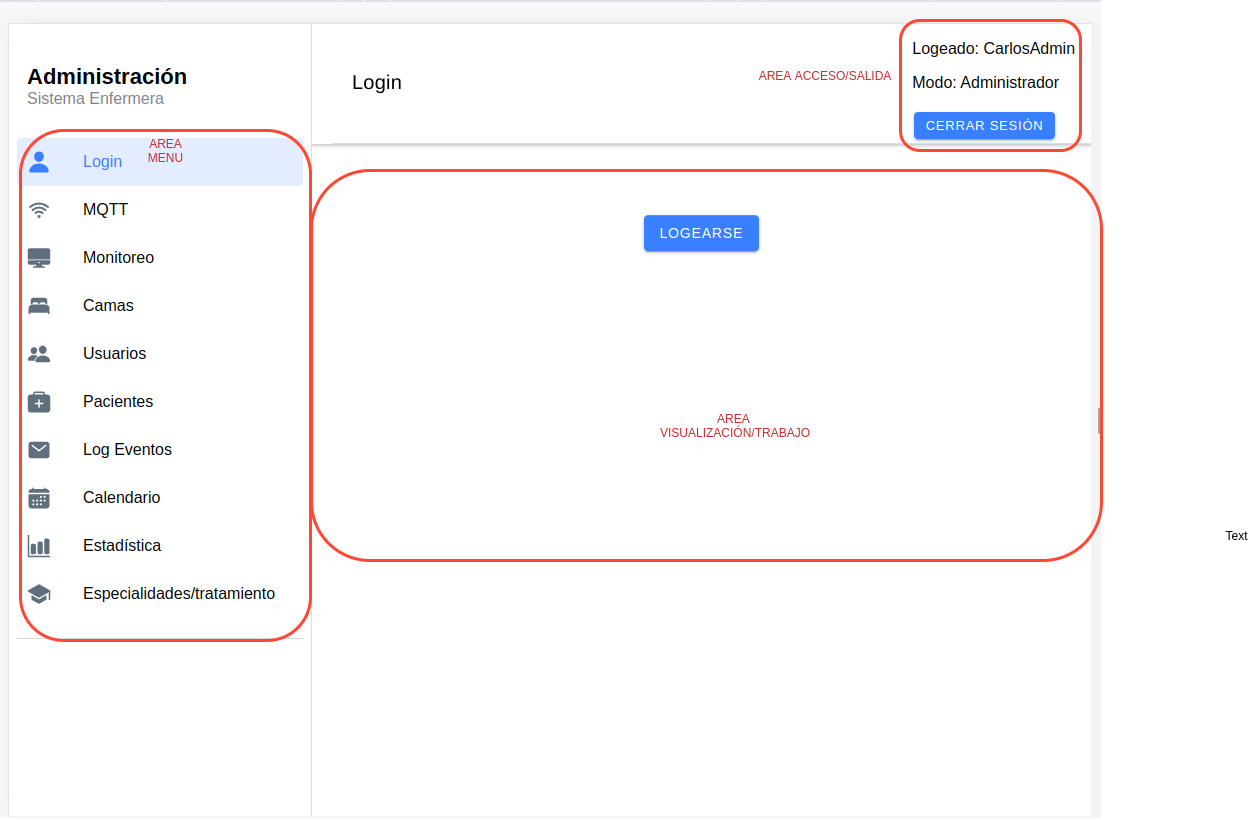 Administración
Sistema Enfermera
AREA
MENU
Login
MQTT
Monitoreo
Camas
Usuarios
Pacientes
Log Eventos
Calendario
Estadística
Especialidades/tratamiento
Login
AREA ACCESO/SALIDA
Logeado: CarlosAdmin
Modo: Administrador
CERRAR SESIÓN
LOGEARSE
AREA
VISUALIZACIÓN/TRABAJO
Text